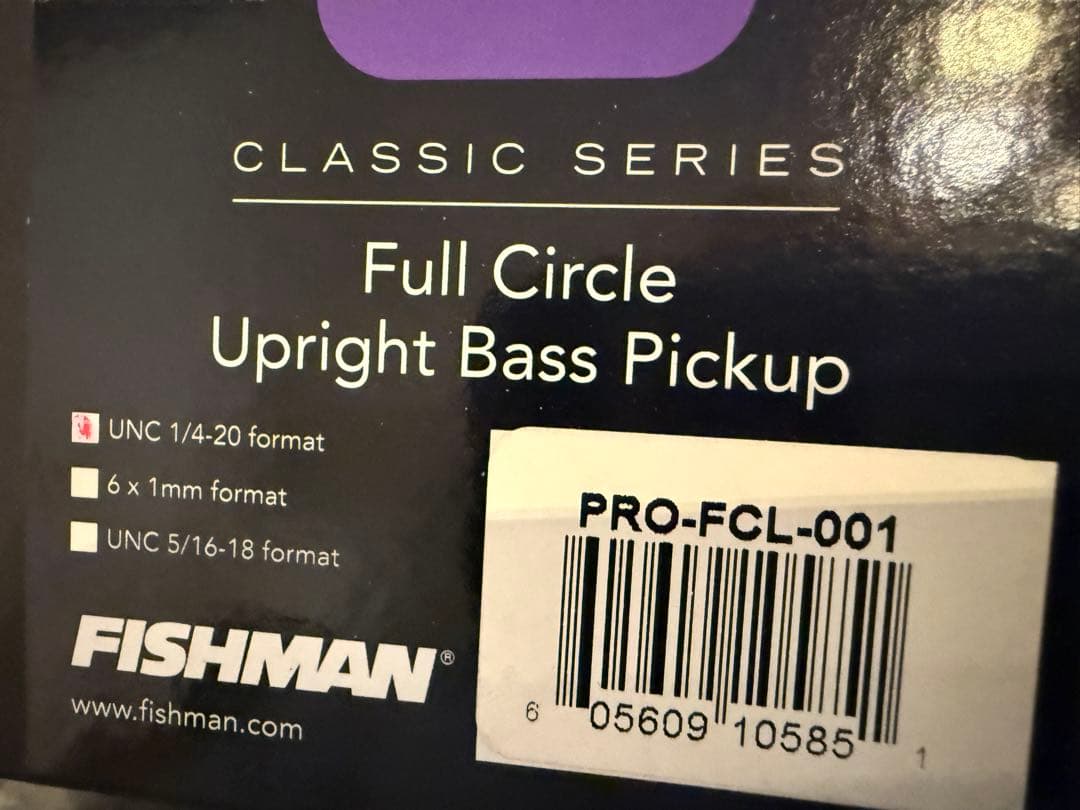 CLASSIC SERIES
Full Circle
Upright Bass Pickup
UNC 1/4-20 format
6 x 1mm format
UNC 5/16-18 format
FISHMAN®
www.fishman.com
PRO-FCL-001
6 05609 10585 1